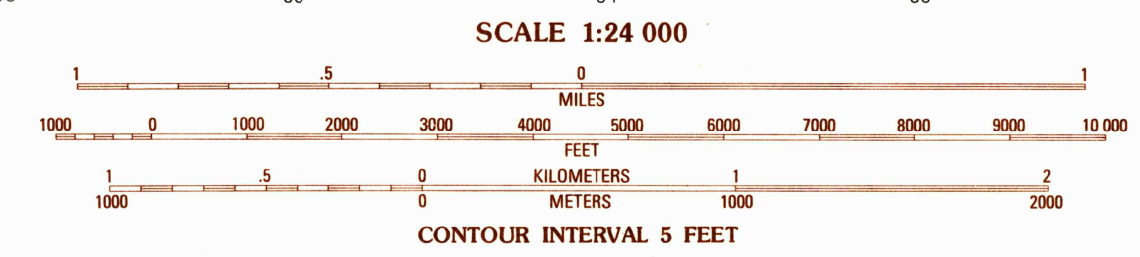 SCALE 1:24 000
1 .5 0 1
MILES
1000 0 1000 2000 3000 4000 5000 6000 7000 8000 9000 10 000
FEET
1 .5 0 KILOMETERS 1 2
1000 0 METERS 1000 2000
CONTOUR INTERVAL 5 FEET